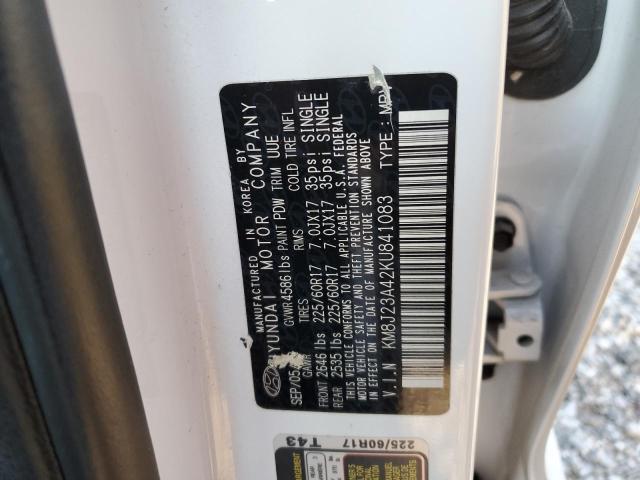 MANUFACTURED IN KOREA BY
HYUNDAI MOTOR COMPANY
SEP/05/ GVWR 4586 lbs PAINT PDW TRIM UUE
GAWR TIRES RIMS COLD TIRE INFL
FRONT 2646 lbs 225/60R17 7.0JX17 35psi SINGLE
REAR 2535 lbs 225/60R17 7.0JX17 35psi SINGLE
THIS VEHICLE CONFORMS TO ALL APPLICABLE U.S.A. FEDERAL
MOTOR VEHICLE SAFETY AND THEFT PREVENTION STANDARDS
IN EFFECT ON THE DATE OF MANUFACTURE SHOWN ABOVE
V.I.N KM8J23A42KU841083 TYPE : MPV
225/60R17
T43